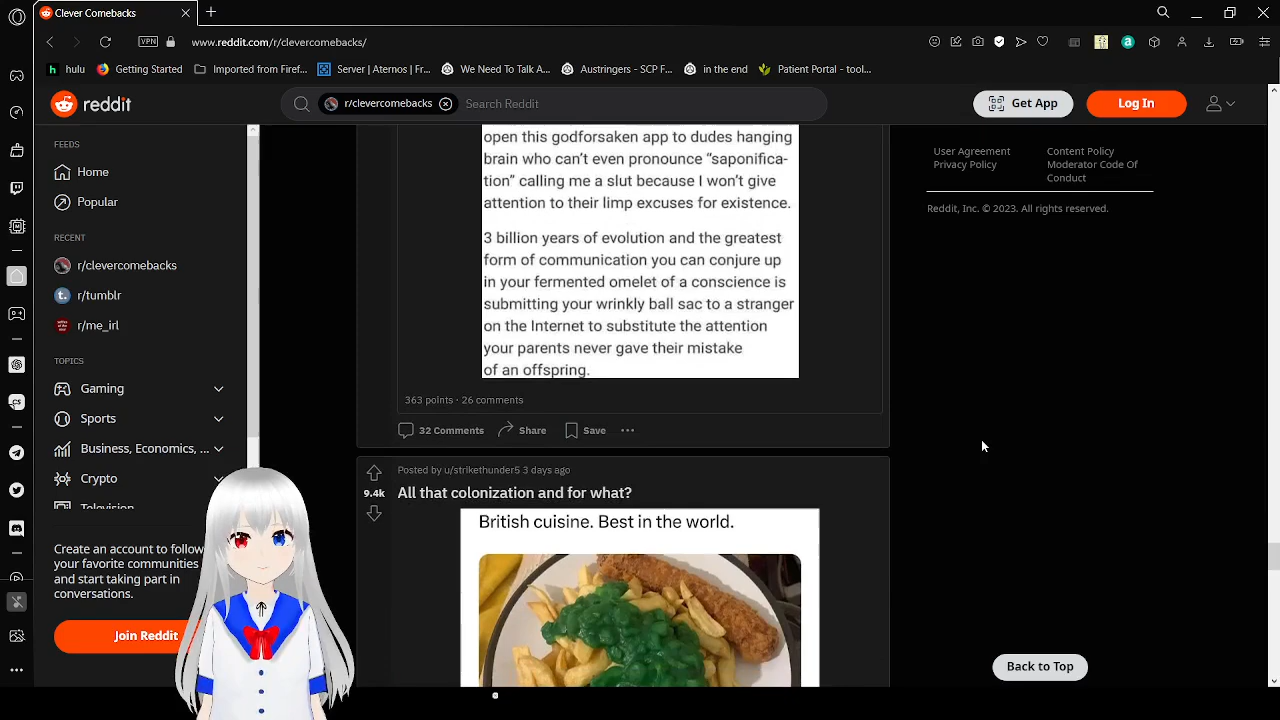 Clever Comebacks
VPN
www.reddit.com/r/clevercomebacks/
h hulu
Getting Started
Imported from Firef...
Server | Aternos | Fr...
We Need To Talk A...
Austringers - SCP F...
in the end
Patient Portal - tool...
reddit
r/clevercomebacks
Search Reddit
Get App
Log In
FEEDS
Home
Popular
RECENT
r/clevercomebacks
r/tumblr
r/me_irl
TOPICS
Gaming
Sports
Business, Economics, ...
Crypto
Television
Create an account to follow
your favorite communities
and start taking part in
conversations.
Join Reddit
open this godforsaken app to dudes hanging
brain who can't even pronounce "saponifica-
tion" calling me a slut because I won't give
attention to their limp excuses for existence.
3 billion years of evolution and the greatest
form of communication you can conjure up
in your fermented omelet of a conscience is
submitting your wrinkly ball sac to a stranger
on the Internet to substitute the attention
your parents never gave their mistake
of an offspring.
363 points · 26 comments
32 Comments
Share
Save
Posted by u/strikethunder5 3 days ago
9.4k
All that colonization and for what?
British cuisine. Best in the world.
User Agreement
Privacy Policy
Content Policy
Moderator Code Of
Conduct
Reddit, Inc. © 2023. All rights reserved.
Back to Top